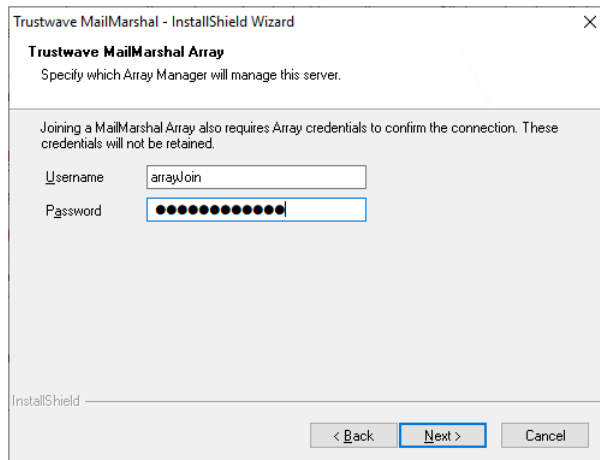 Trustwave MailMarshal - InstallShield Wizard
Trustwave MailMarshal Array
Specify which Array Manager will manage this server.
Joining a MailMarshal Array also requires Array credentials to confirm the connection. These
credentials will not be retained.
Username
arrayJoin
Password
●●●●●●●●●●●●
InstallShield
< Back
Next >
Cancel